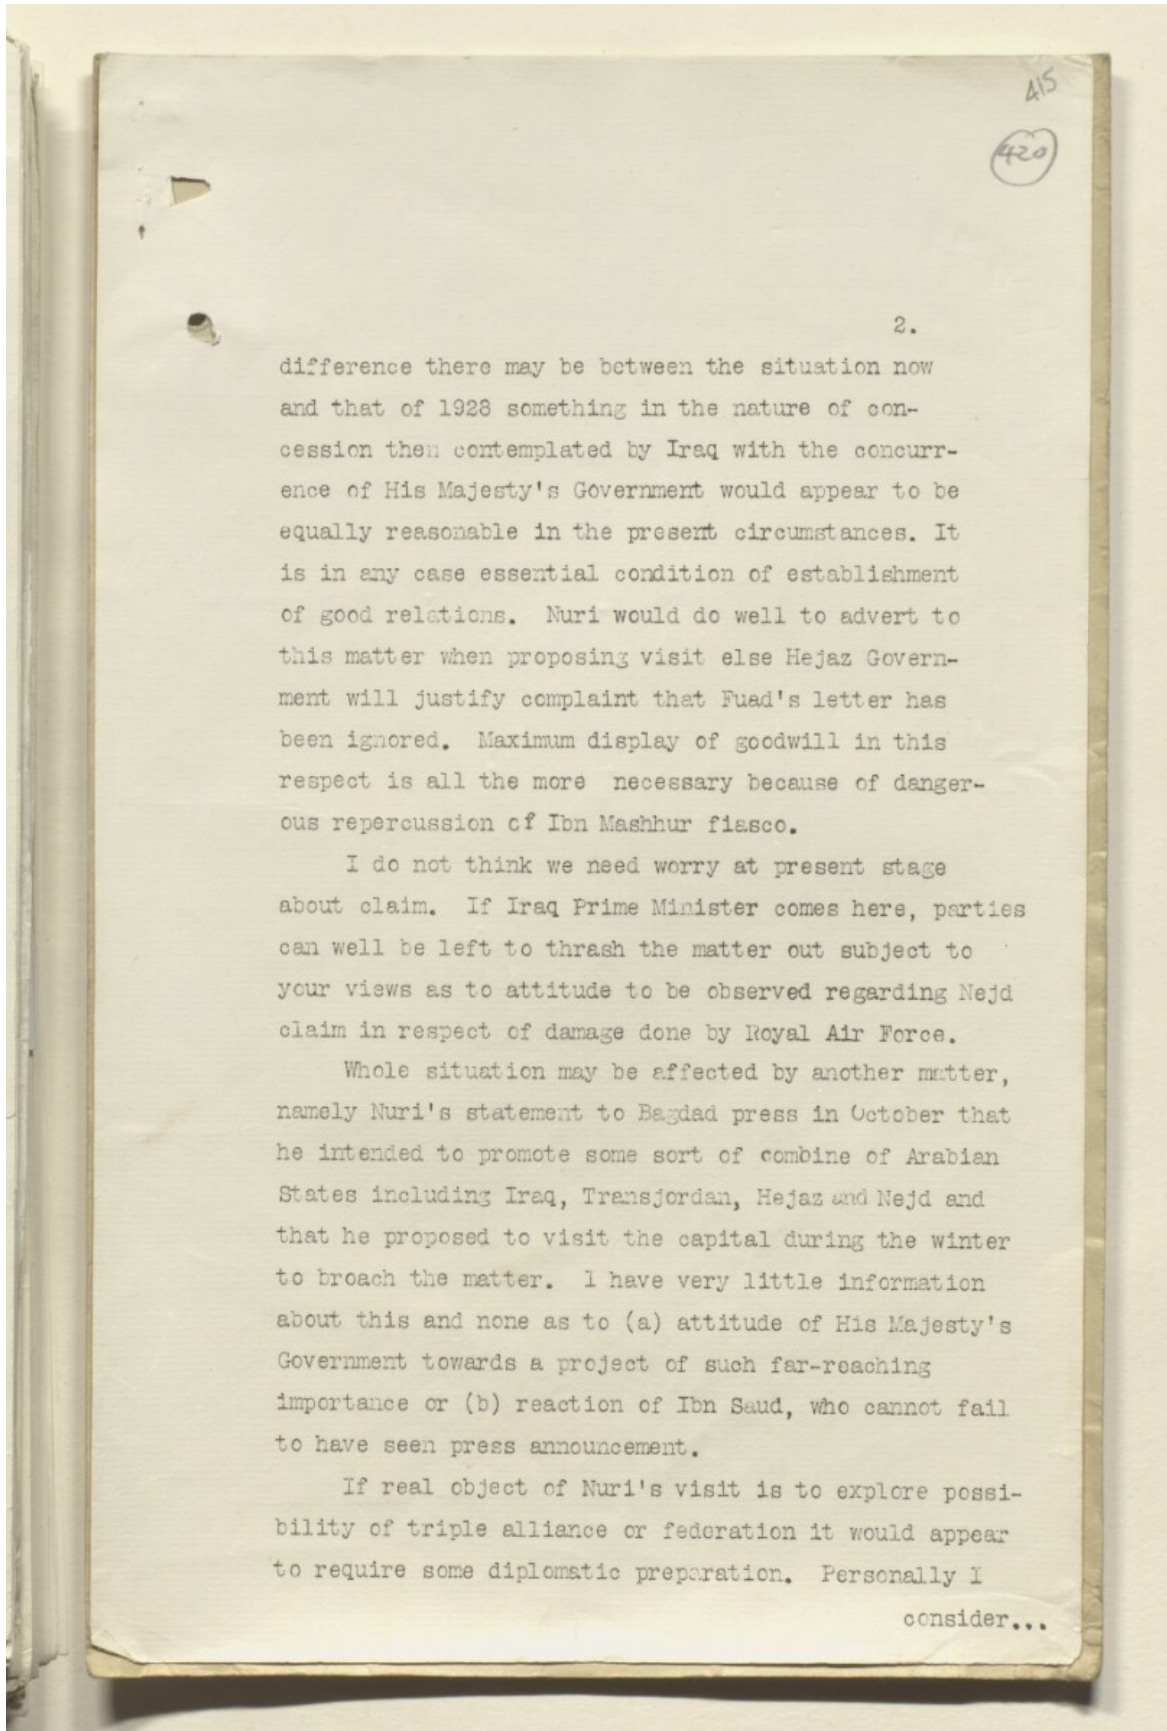 415
420
2.
difference there may be between the situation now
and that of 1928 something in the nature of con-
cession then contemplated by Iraq with the concurr-
ence of His Majesty's Government would appear to be
equally reasonable in the present circumstances. It
is in any case essential condition of establishment
of good relations. Nuri would do well to advert to
this matter when proposing visit else Hejaz Govern-
ment will justify complaint that Fuad's letter has
been ignored. Maximum display of goodwill in this
respect is all the more necessary because of danger-
ous repercussion of Ibn Mashhur fiasco.
I do not think we need worry at present stage
about claim. If Iraq Prime Minister comes here, parties
can well be left to thrash the matter out subject to
your views as to attitude to be observed regarding Nejd
claim in respect of damage done by Royal Air Force.
Whole situation may be affected by another matter,
namely Nuri's statement to Bagdad press in October that
he intended to promote some sort of combine of Arabian
States including Iraq, Transjordan, Hejaz and Nejd and
that he proposed to visit the capital during the winter
to broach the matter. I have very little information
about this and none as to (a) attitude of His Majesty's
Government towards a project of such far-reaching
importance or (b) reaction of Ibn Saud, who cannot fail
to have seen press announcement.
If real object of Nuri's visit is to explore possi-
bility of triple alliance or federation it would appear
to require some diplomatic preparation. Personally I
consider...